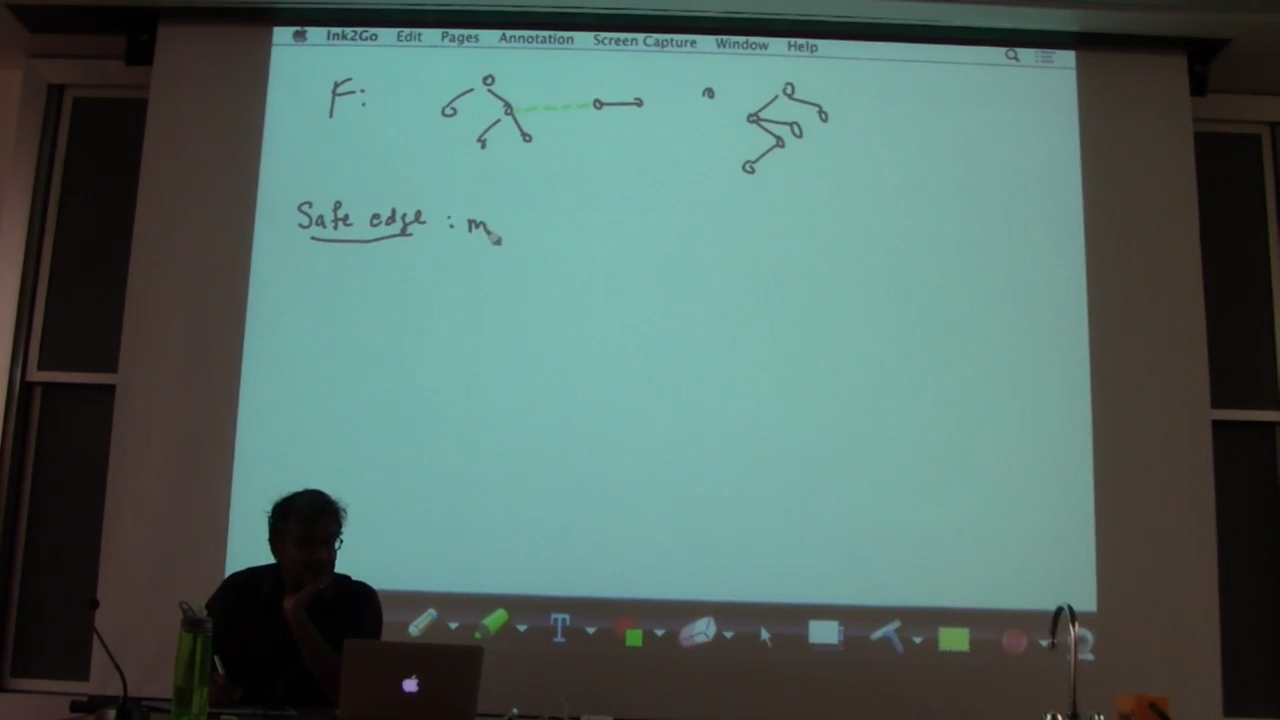 Ink2Go Edit Pages Annotation Screen Capture Window Help
F:
Safe edge : m
T